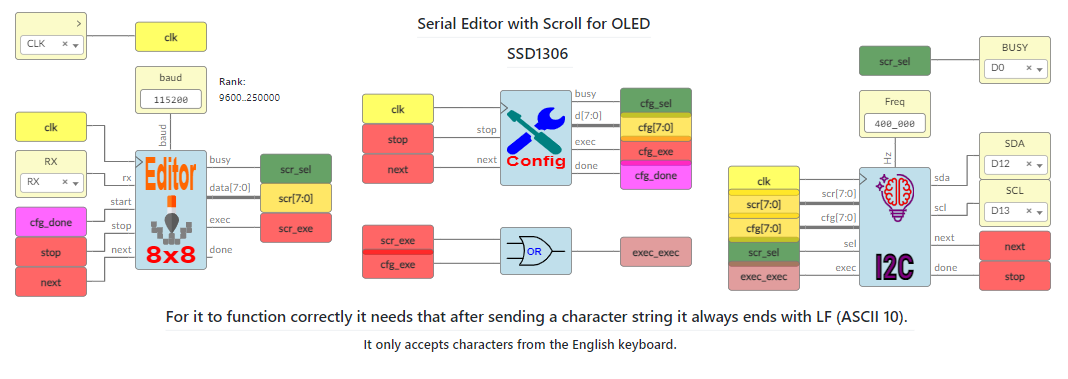 Serial Editor with Scroll for OLED
SSD1306
CLK
clk
baud
115200
Rank:
9600..250000
baud
clk
RX
RX
rx
cfg_done
start
stop
stop
next
next
Editor
8x8
busy
scr_sel
data[7:0]
scr[7:0]
exec
scr_exe
done
clk
stop
stop
next
next
Config
busy
cfg_sel
d[7:0]
cfg[7:0]
exec
cfg_exe
done
cfg_done
scr_exe
cfg_exe
OR
exec_exec
scr_sel
BUSY
D0
Freq
400_000
Hz
clk
scr[7:0]
scr[7:0]
cfg[7:0]
cfg[7:0]
scr_sel
sel
exec_exec
exec
I2C
sda
SDA
D12
scl
SCL
D13
next
next
done
stop
For it to function correctly it needs that after sending a character string it always ends with LF (ASCII 10).
It only accepts characters from the English keyboard.